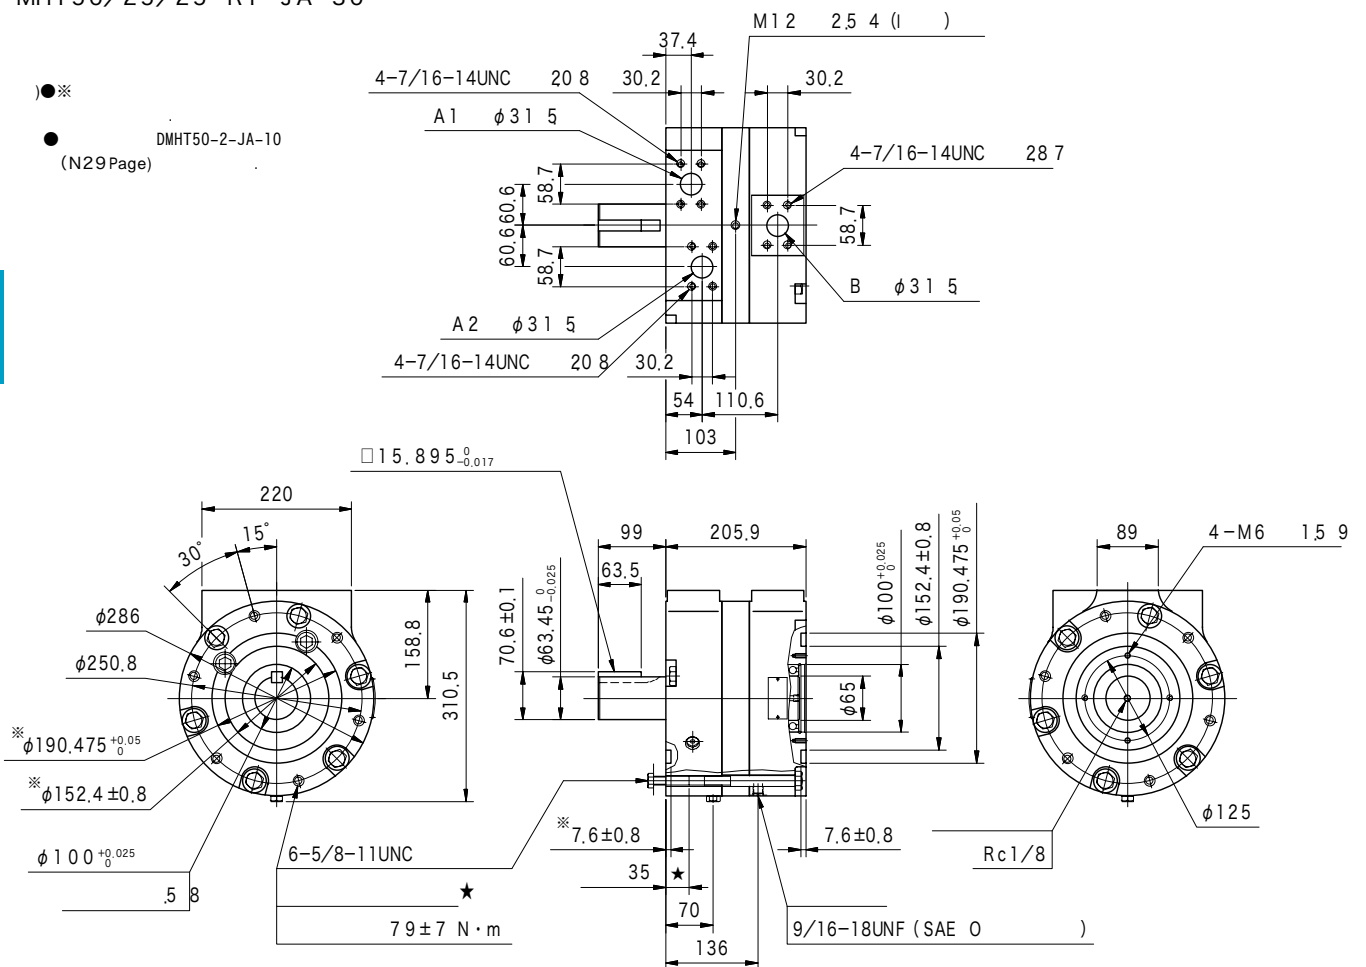 )●※
● DMHT50-2-JA-10
(N29Page)
M12 25.4 (I )
37.4
4-7/16-14UNC 20.8 30.2 30.2
A1 φ31.5
4-7/16-14UNC 28.7
58.7
60.6
60.6
58.7
58.7
B φ31.5
A2 φ31.5
4-7/16-14UNC 20.8 30.2
54 110.6
103
□15.895 0 -0.017
220
15°
30°
φ286
φ250.8
※φ190.475 +0.05 0
※φ152.4±0.8
φ100 +0.025 0
5.8
158.8
310.5
6-5/8-11UNC
★
79±7 N・m
99 205.9
63.5
70.6±0.1
φ63.45 0 -0.025
φ65
φ100 +0.025 0
φ152.4±0.8
φ190.475 +0.05 0
※7.6±0.8 7.6±0.8
35 ★
70
136
9/16-18UNF (SAE O )
89
4-M6 15.9
φ125
Rc1/8